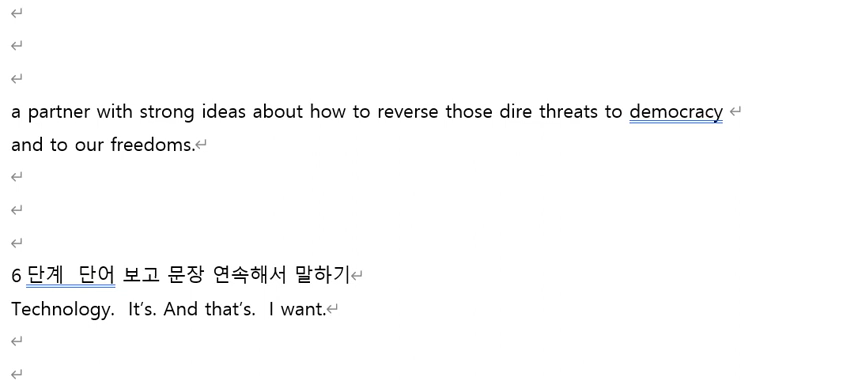 a partner with strong ideas about how to reverse those dire threats to democracy
and to our freedoms.
6 단계  단어 보고 문장 연속해서 말하기
Technology.  It’s. And that’s.  I want.